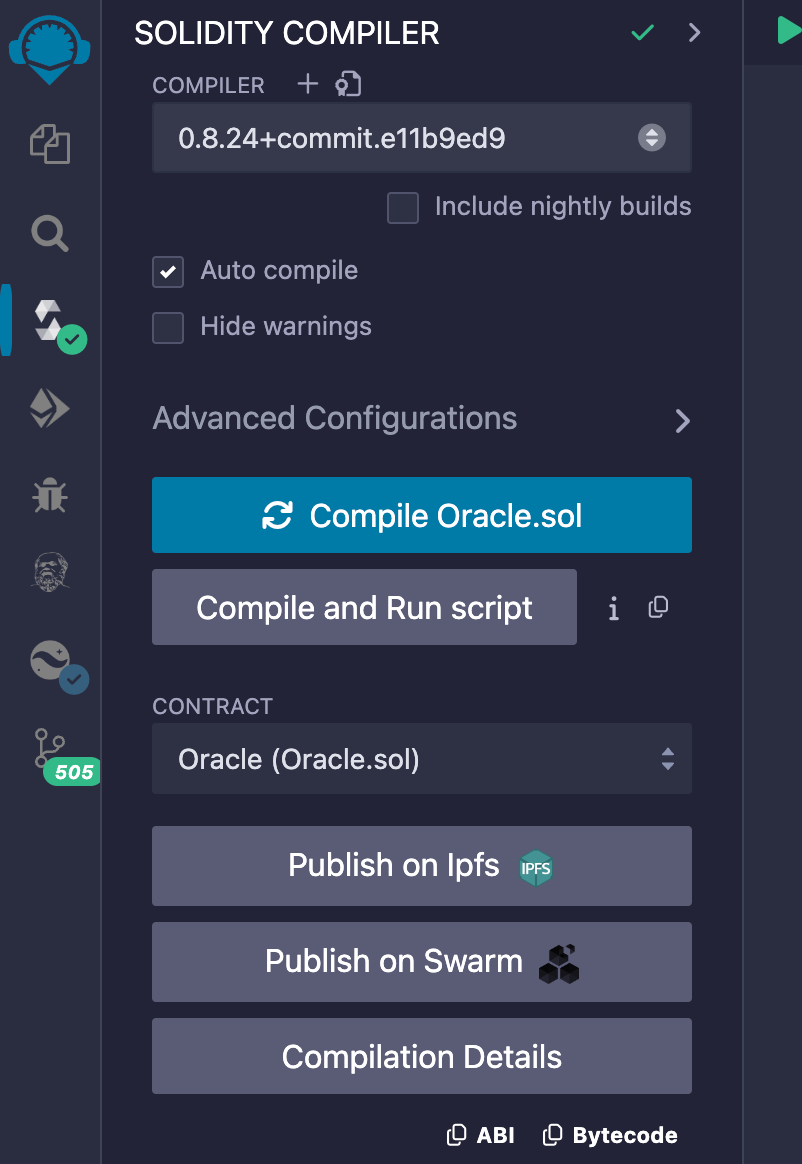 SOLIDITY COMPILER
COMPILER
0.8.24+commit.e11b9ed9
Include nightly builds
Auto compile
Hide warnings
Advanced Configurations
Compile Oracle.sol
Compile and Run script
CONTRACT
Oracle (Oracle.sol)
505
Publish on Ipfs IPFS
Publish on Swarm
Compilation Details
ABI Bytecode